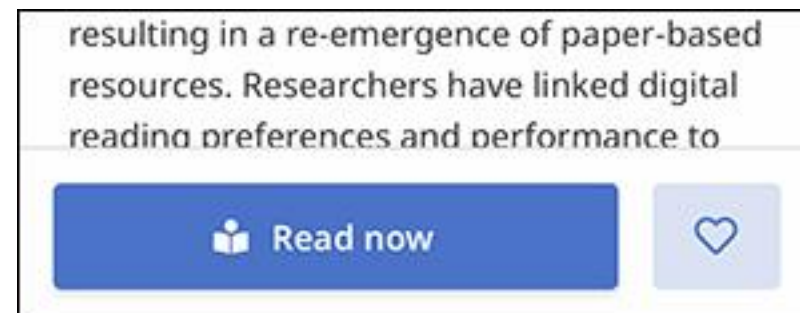 resulting in a re-emergence of paper-based
resources. Researchers have linked digital
reading preferences and performance to
Read now